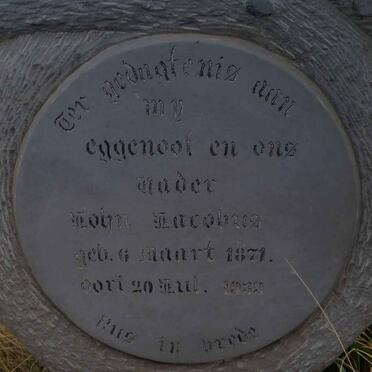 Ter gedagtenis aan
my
eggenoot en ons
vader
John Jacobus
geb. 6 Maart 1871.
oorl 20 Jul.
Rus in vrede